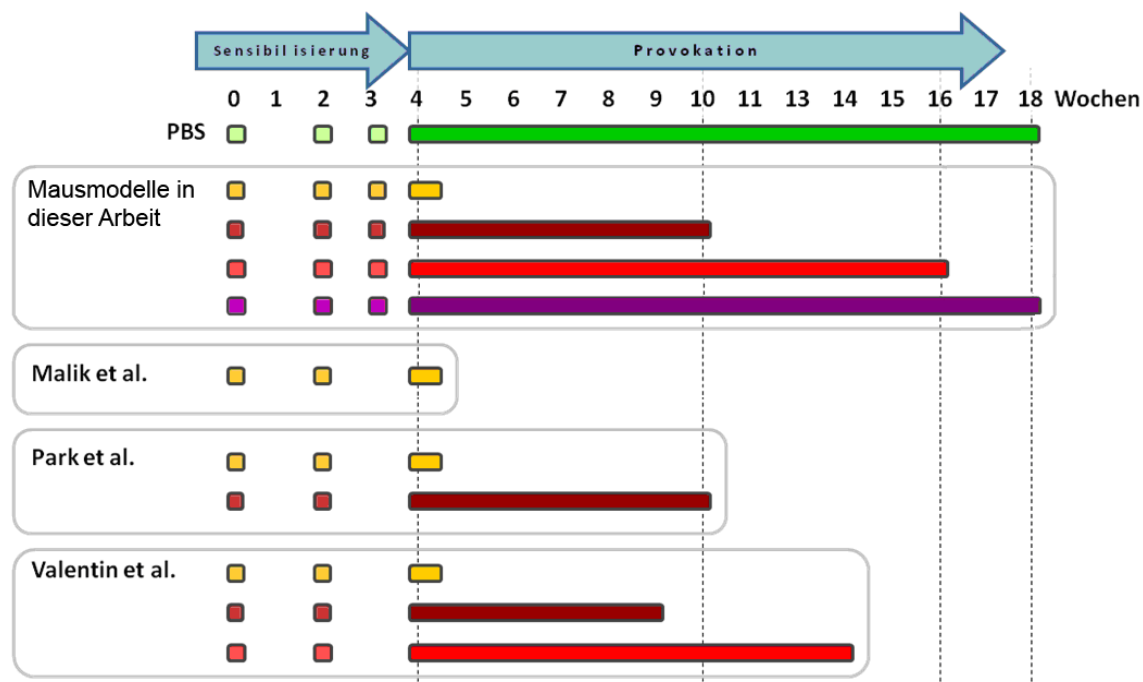 Sensibilisierung Provokation
0 1 2 3 4 5 6 7 8 9 10 11 13 14 15 16 17 18 Wochen
PBS
Mausmodelle in
dieser Arbeit
Malik et al.
Park et al.
Valentin et al.